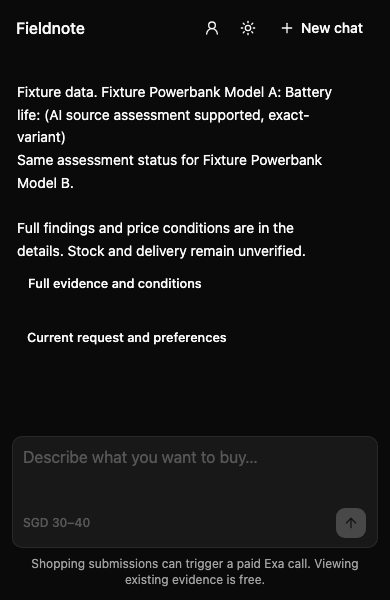 Fieldnote
New chat
Fixture data. Fixture Powerbank Model A: Battery
life: (AI source assessment supported, exact-
variant)
Same assessment status for Fixture Powerbank
Model B.
Full findings and price conditions are in the
details. Stock and delivery remain unverified.
Full evidence and conditions
Current request and preferences
Describe what you want to buy...
SGD 30–40
Shopping submissions can trigger a paid Exa call. Viewing
existing evidence is free.